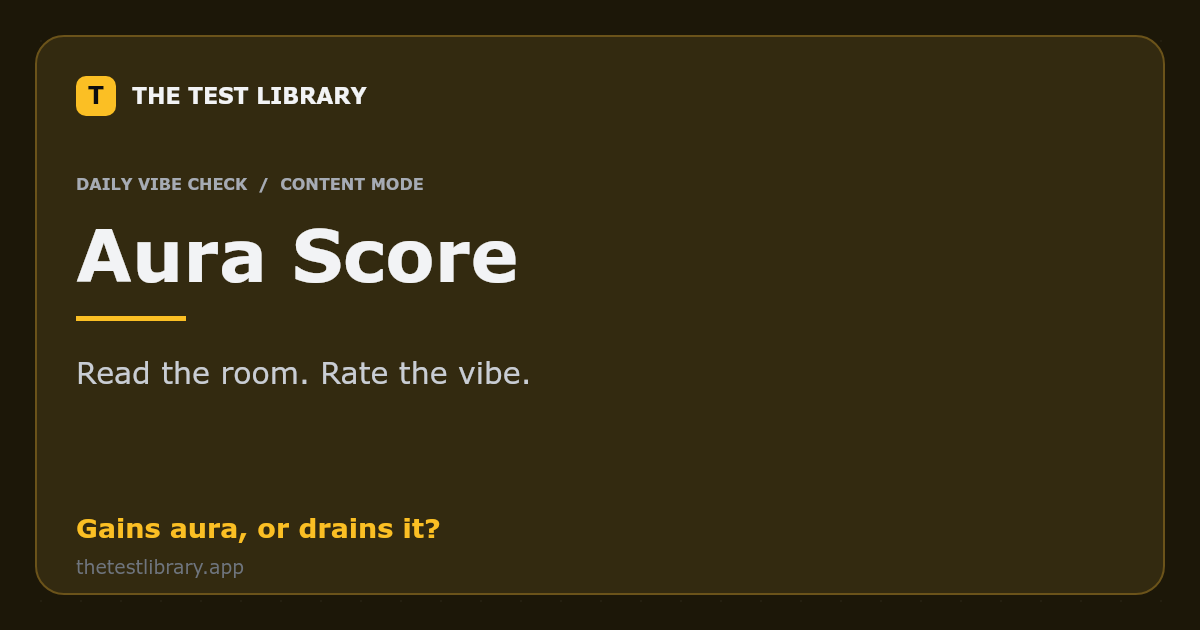 T THE TEST LIBRARY
DAILY VIBE CHECK / CONTENT MODE
Aura Score
Read the room. Rate the vibe.
Gains aura, or drains it?
thetestlibrary.app